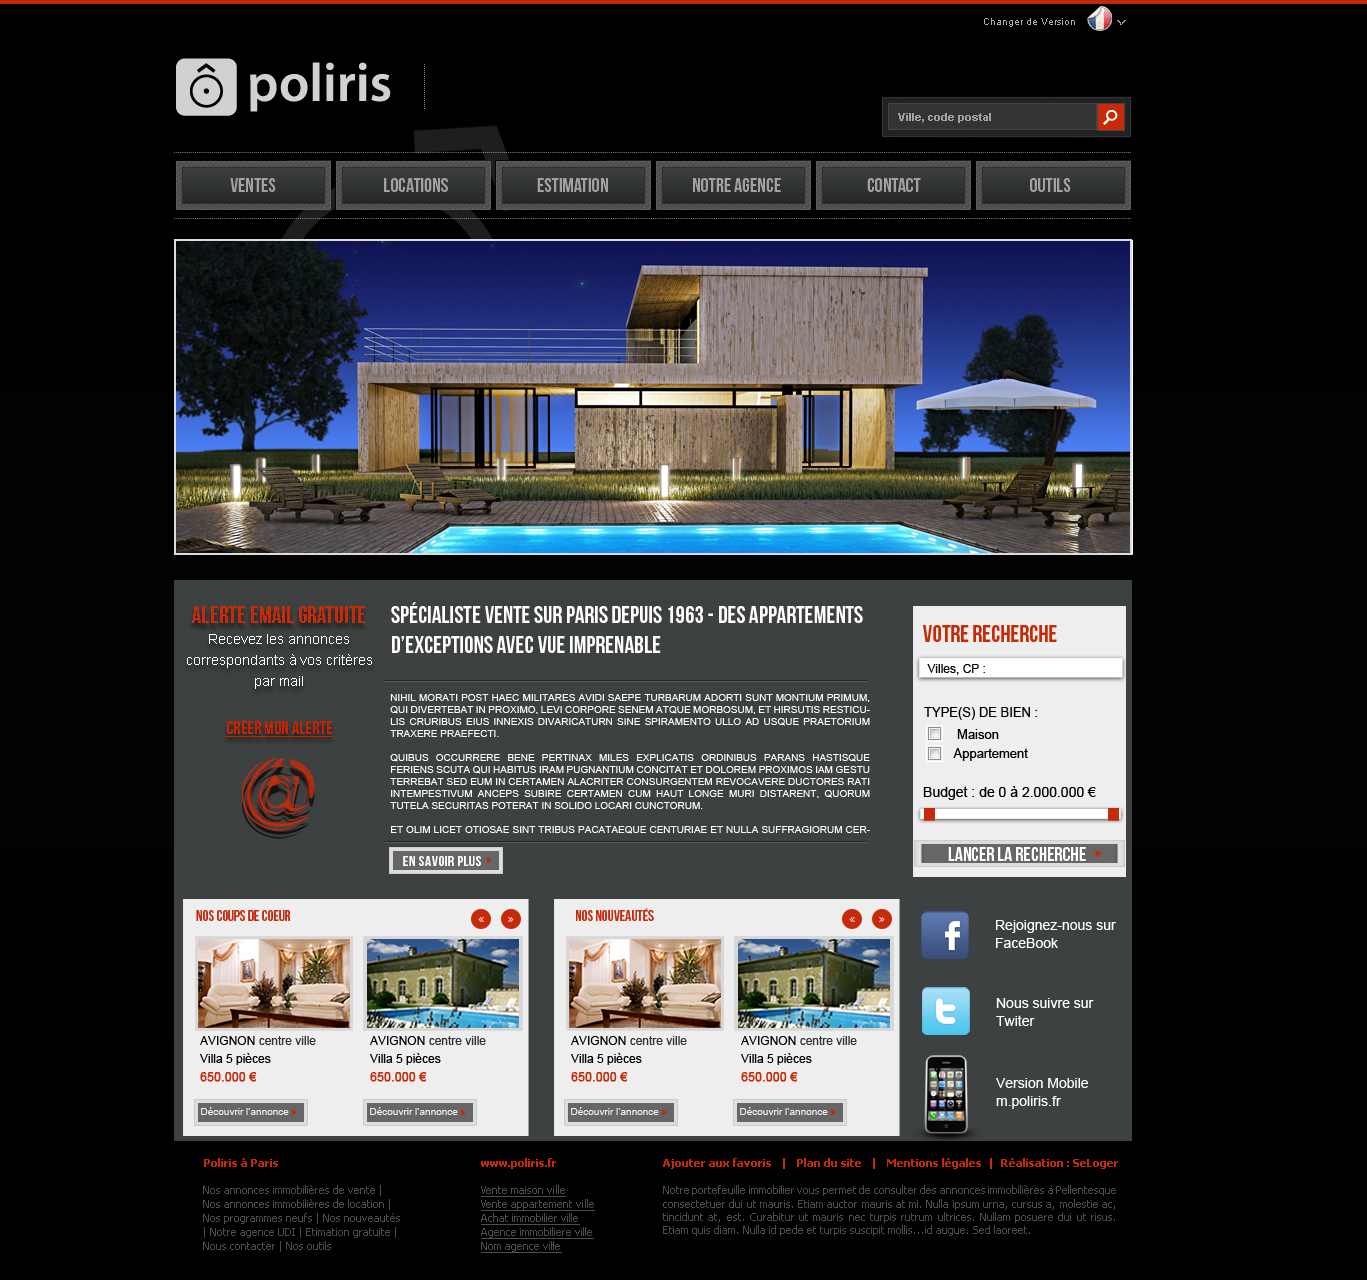 Changer de Version
poliris
Ville, code postal
VENTES
LOCATIONS
ESTIMATION
NOTRE AGENCE
CONTACT
OUTILS
ALERTE EMAIL GRATUITE
Recevez les annonces
correspondants à vos critères
par mail
CRÉER MON ALERTE
@
SPÉCIALISTE VENTE SUR PARIS DEPUIS 1963 - DES APPARTEMENTS
D'EXCEPTIONS AVEC VUE IMPRENABLE
NIHIL MORATI POST HAEC MILITARES AVIDI SAEPE TURBARUM ADORTI SUNT MONTIUM PRIMUM,
QUI DIVERTEBAT IN PROXIMO, LEVI CORPORE SENEM ATQUE MORBOSUM, ET HIRSUTIS RESTICU-
LIS CRURIBUS EIUS INNEXIS DIVARICATURN SINE SPIRAMENTO ULLO AD USQUE PRAETORIUM
TRAXERE PRAEFECTI.
QUIBUS OCCURRERE BENE PERTINAX MILES EXPLICATIS ORDINIBUS PARANS HASTISQUE
FERIENS SCUTA QUI HABITUS IRAM PUGNANTIUM CONCITAT ET DOLOREM PROXIMOS IAM GESTU
TERREBAT SED EUM IN CERTAMEN ALACRITER CONSURGENTEM REVOCAVERE DUCTORES RATI
INTEMPESTIVUM ANCEPS SUBIRE CERTAMEN CUM HAUT LONGE MURI DISTARENT, QUORUM
TUTELA SECURITAS POTERAT IN SOLIDO LOCARI CUNCTORUM.
ET OLIM LICET OTIOSAE SINT TRIBUS PACATAEQUE CENTURIAE ET NULLA SUFFRAGIORUM CER-
EN SAVOIR PLUS
VOTRE RECHERCHE
Villes, CP :
TYPE(S) DE BIEN :
Maison
Appartement
Budget : de 0 à 2.000.000 €
LANCER LA RECHERCHE
NOS COUPS DE COEUR
« »
AVIGNON centre ville
Villa 5 pièces
650.000 €
Découvrir l'annonce
AVIGNON centre ville
Villa 5 pièces
650.000 €
Découvrir l'annonce
NOS NOUVEAUTÉS
« »
AVIGNON centre ville
Villa 5 pièces
650.000 €
Découvrir l'annonce
AVIGNON centre ville
Villa 5 pièces
650.000 €
Découvrir l'annonce
f
Rejoignez-nous sur
FaceBook
t
Nous suivre sur
Twiter
Version Mobile
m.poliris.fr
Poliris à Paris
Nos annonces immobilières de vente |
Nos annonces immobilières de location |
Nos programmes neufs | Nos nouveautés
| Notre agence UDI | Etimation gratuite |
Nous contacter | Nos outils
www.poliris.fr
Vente maison ville
Vente appartement ville
Achat immobilier ville
Agence immobiliere ville
Nom agence ville
Ajouter aux favoris | Plan du site | Mentions légales | Réalisation : SeLoger
Notre portefeuille immobilier vous permet de consulter des annonces immobilières à Pellentesque
consectetuer dui ut mauris. Etiam auctor mauris at mi. Nulla ipsum urna, cursus a, molestie ac,
tincidunt at, est. Curabitur ut mauris nec turpis rutrum ultrices. Nullam posuere dui ut risus.
Etiam quis diam. Nulla id pede et turpis suscipit mollis...id augue. Sed laoreet.